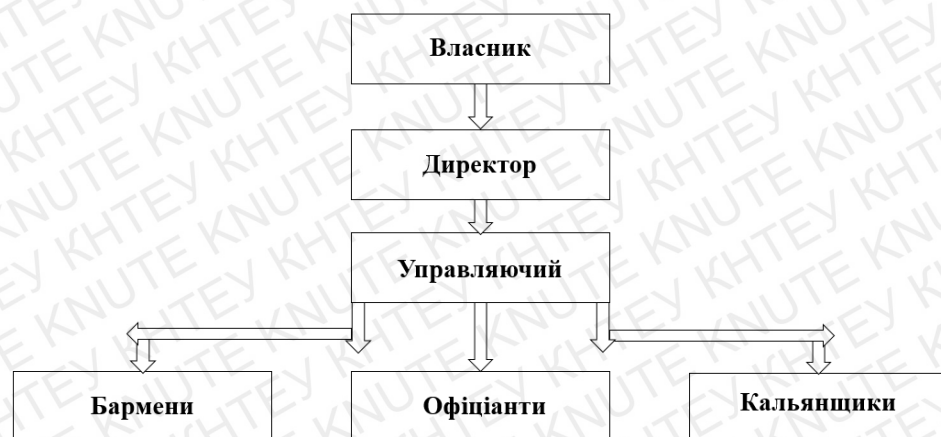 Власник
Директор
Управляючий
Бармени
Офіціанти
Кальянщики